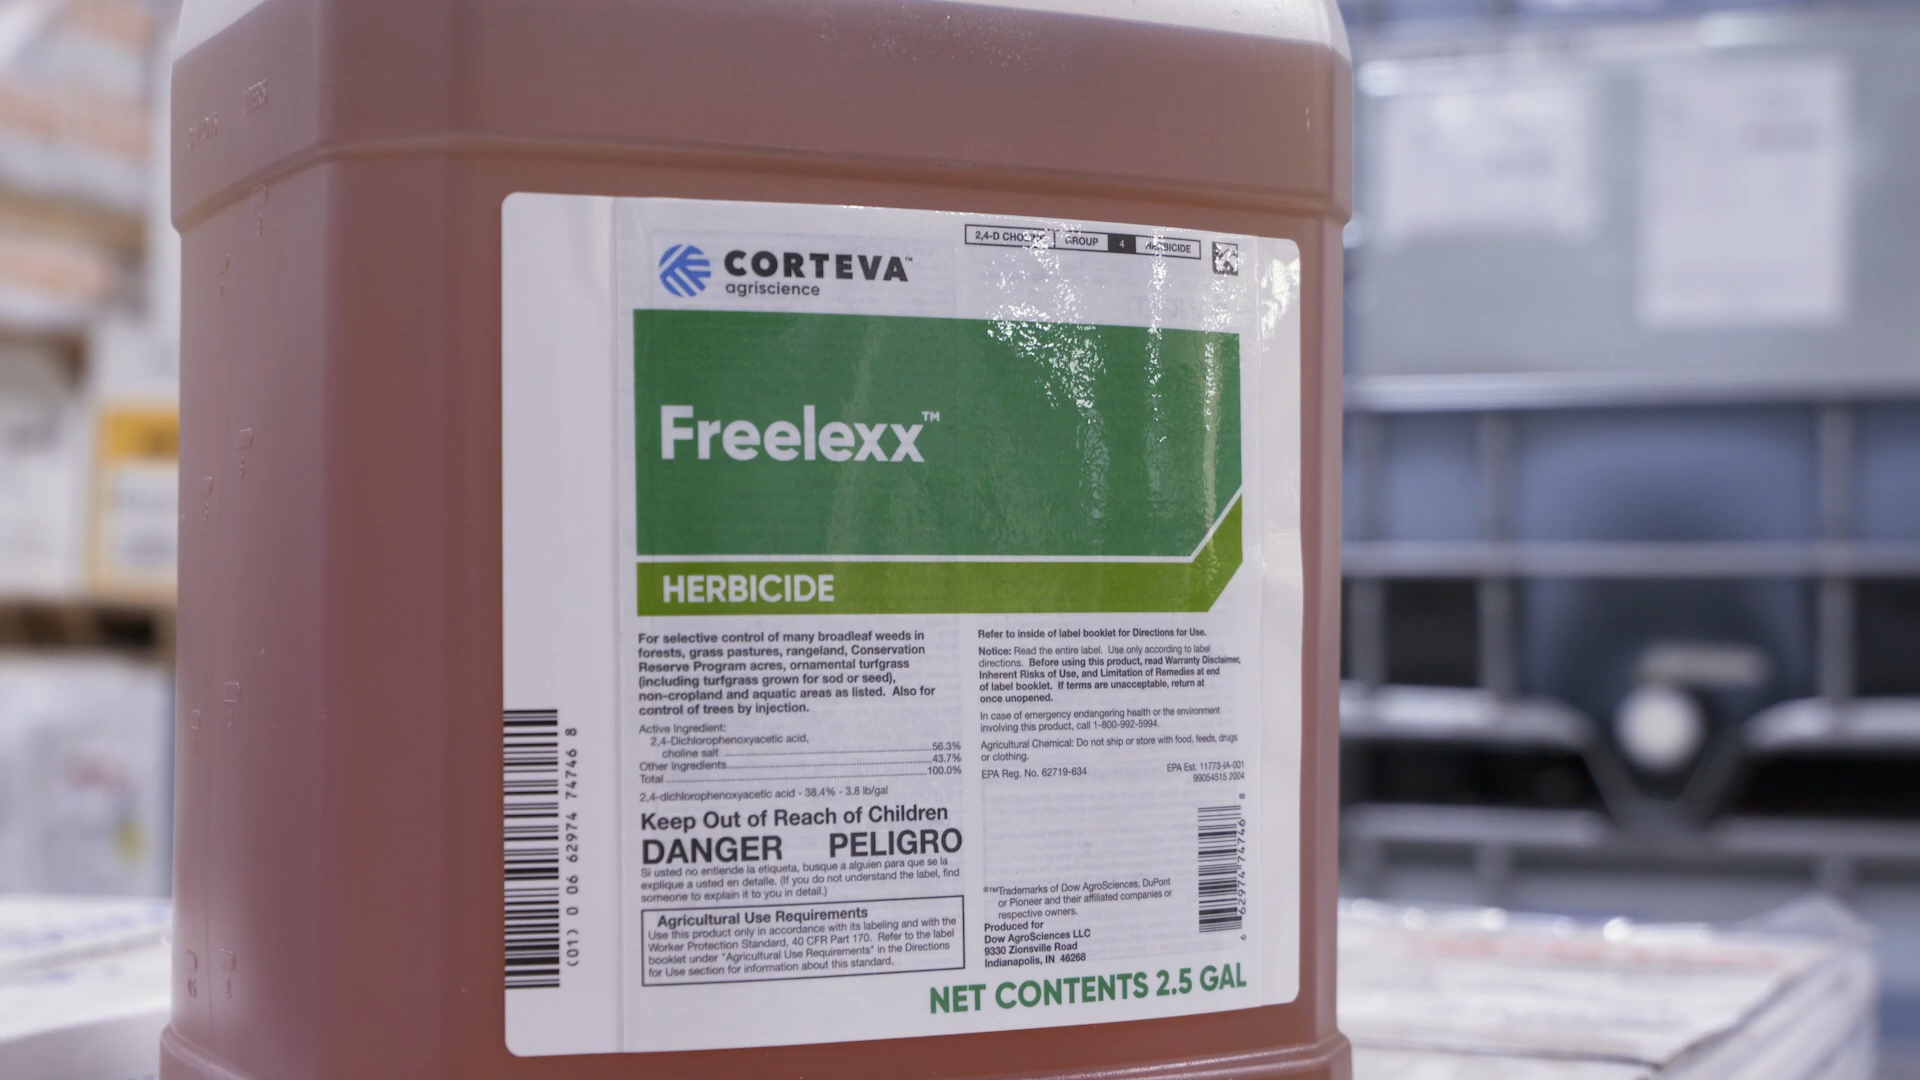 CORTEVA™
agriscience
2,4-D CHOLINE GROUP 4 HERBICIDE
Freelexx™
HERBICIDE
For selective control of many broadleaf weeds in
forests, grass pastures, rangeland, Conservation
Reserve Program acres, ornamental turfgrass
(including turfgrass grown for sod or seed),
non-cropland and aquatic areas as listed. Also for
control of trees by injection.
Active Ingredient:
2,4-Dichlorophenoxyacetic acid,
choline salt ........ 56.3%
Other Ingredients ........ 43.7%
Total ........ 100.0%
2,4-dichlorophenoxyacetic acid - 38.4% - 3.8 lb/gal
Keep Out of Reach of Children
DANGER PELIGRO
Si usted no entiende la etiqueta, busque a alguien para que se la
explique a usted en detalle. (If you do not understand the label, find
someone to explain it to you in detail.)
Agricultural Use Requirements
Use this product only in accordance with its labeling and with the
Worker Protection Standard, 40 CFR Part 170. Refer to the label
booklet under "Agricultural Use Requirements" in the Directions
for Use section for information about this standard.
Refer to inside of label booklet for Directions for Use.
Notice: Read the entire label. Use only according to label
directions. Before using this product, read Warranty Disclaimer,
Inherent Risks of Use, and Limitation of Remedies at end
of label booklet. If terms are unacceptable, return at
once unopened.
In case of emergency endangering health or the environment
involving this product, call 1-800-992-5994.
Agricultural Chemical: Do not ship or store with food, feeds, drugs
or clothing.
EPA Reg. No. 62719-634
EPA Est. 11773-IA-001
99054515 2004
®™Trademarks of Dow AgroSciences, DuPont
or Pioneer and their affiliated companies or
respective owners.
Produced for
Dow AgroSciences LLC
9330 Zionsville Road
Indianapolis, IN 46268
NET CONTENTS 2.5 GAL
(01) 0 06 62974 74746 8
6 62974 74746 8